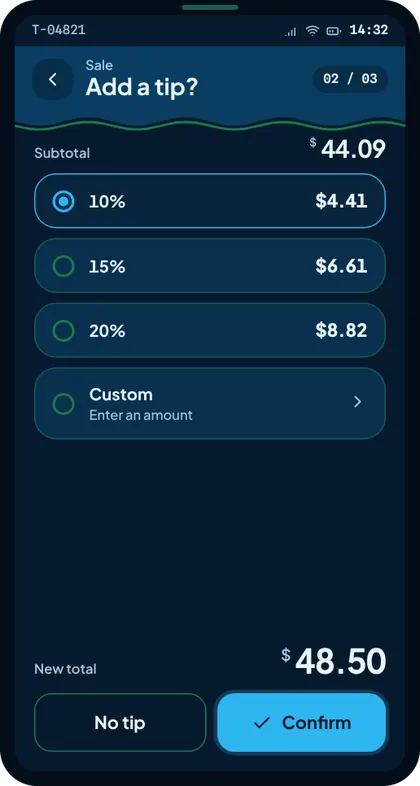 T-04821 14:32
Sale
Add a tip?
02 / 03
Subtotal $ 44.09
10% $4.41
15% $6.61
20% $8.82
Custom
Enter an amount
New total $ 48.50
No tip Confirm